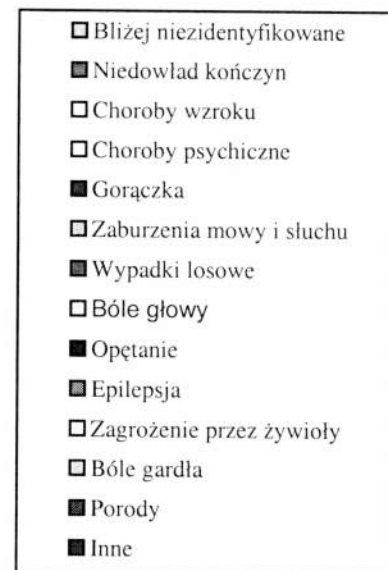 Bliżej niezidentyfikowane
Niedowład kończyn
Choroby wzroku
Choroby psychiczne
Gorączka
Zaburzenia mowy i słuchu
Wypadki losowe
Bóle głowy
Opętanie
Epilepsja
Zagrożenie przez żywioły
Bóle gardła
Porody
Inne